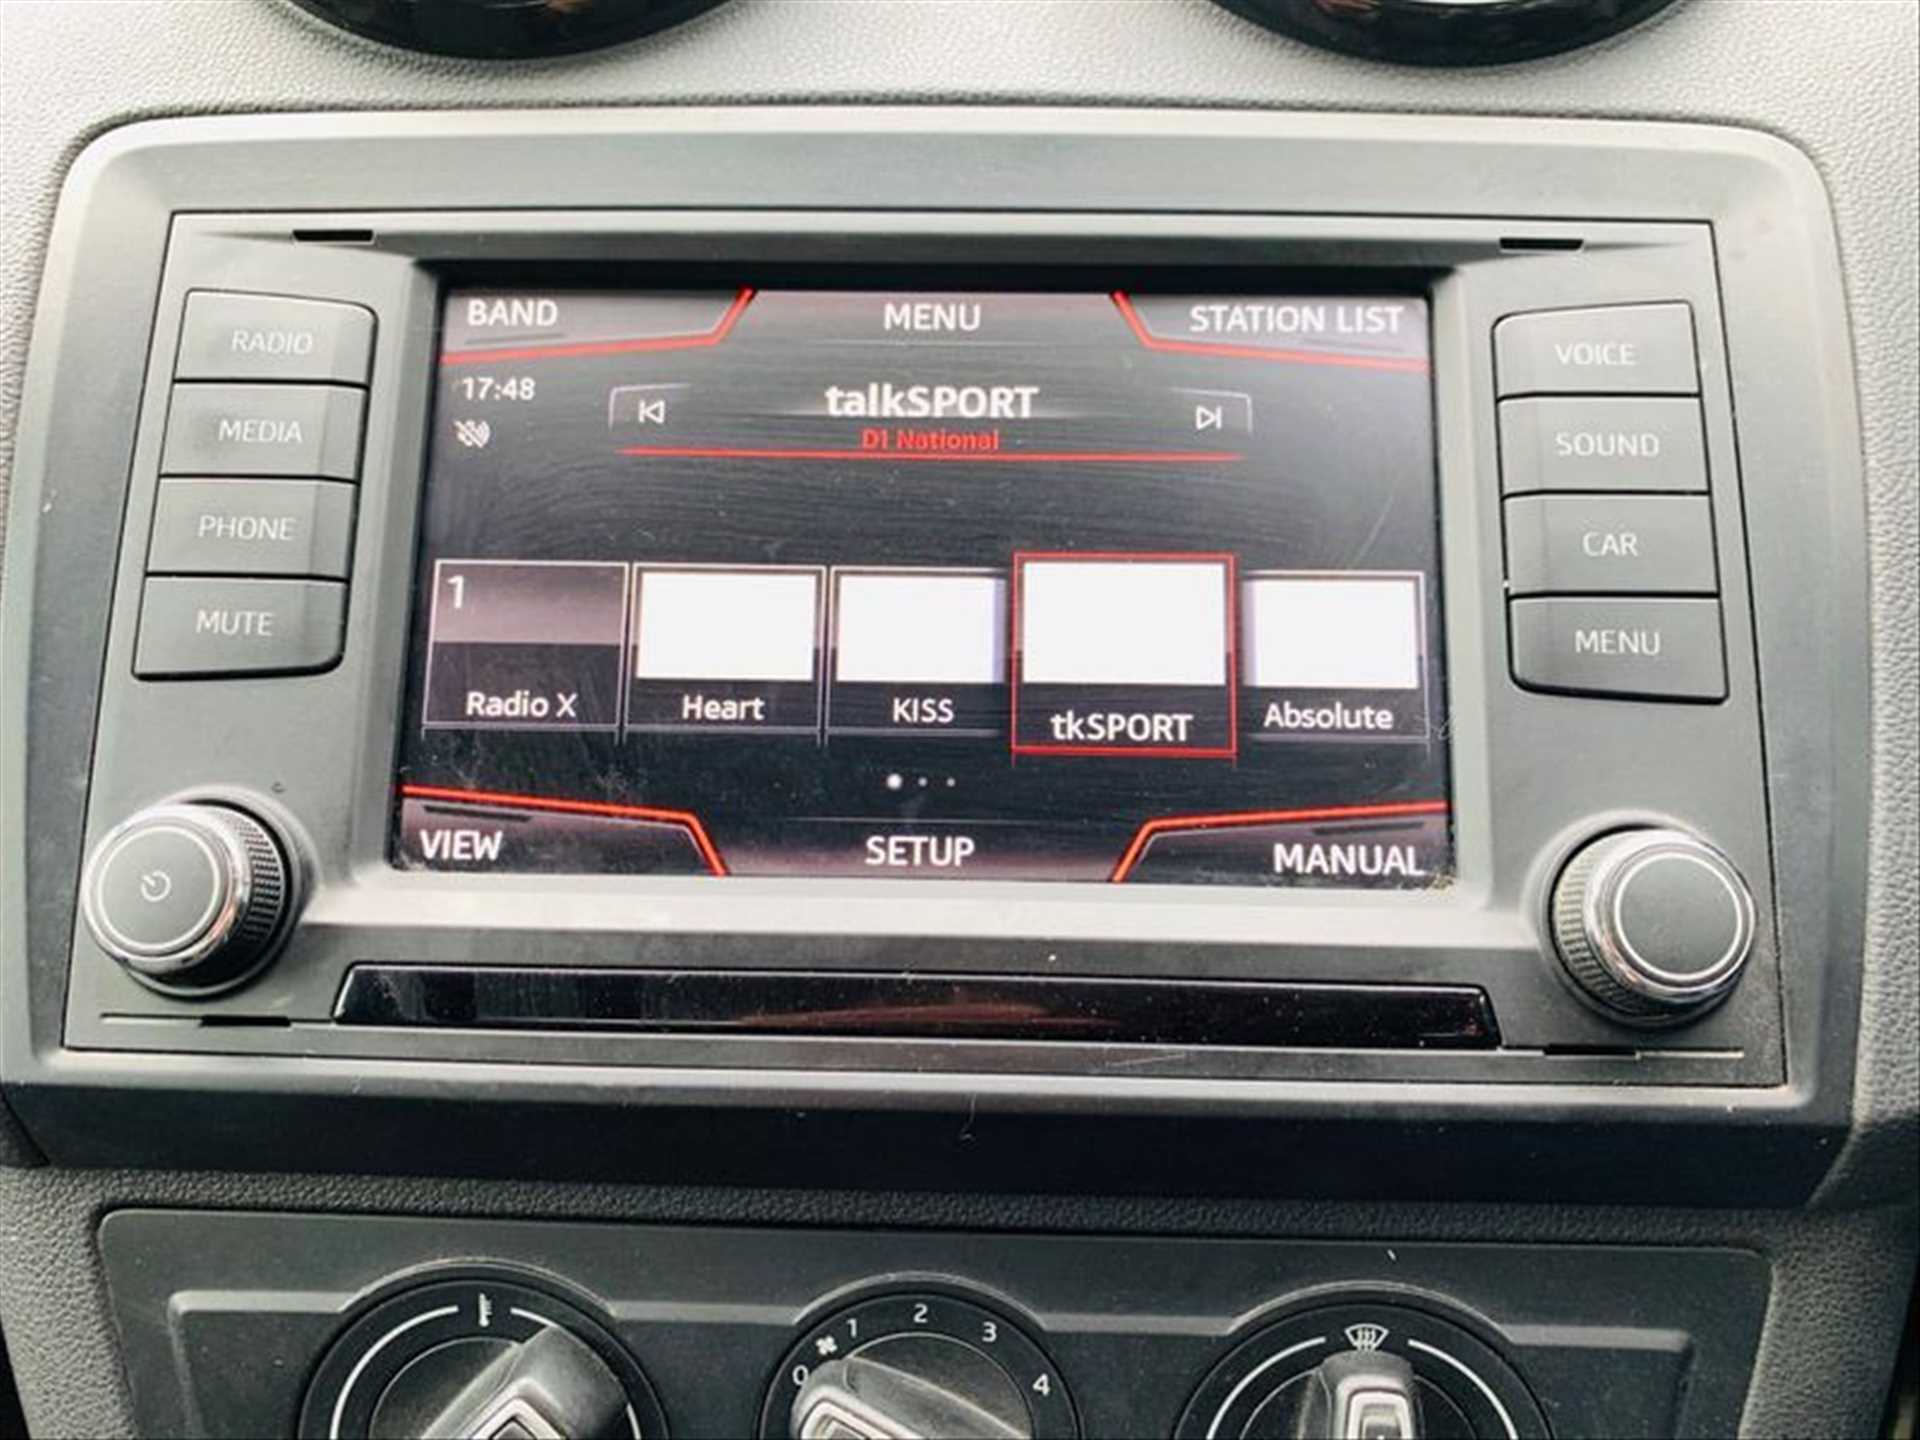 RADIO
MEDIA
PHONE
MUTE
BAND MENU STATION LIST
17:48
talkSPORT
D1 National
1
Radio X Heart KISS tkSPORT Absolute
VIEW SETUP MANUAL
VOICE
SOUND
CAR
MENU
0 1 2 3 4